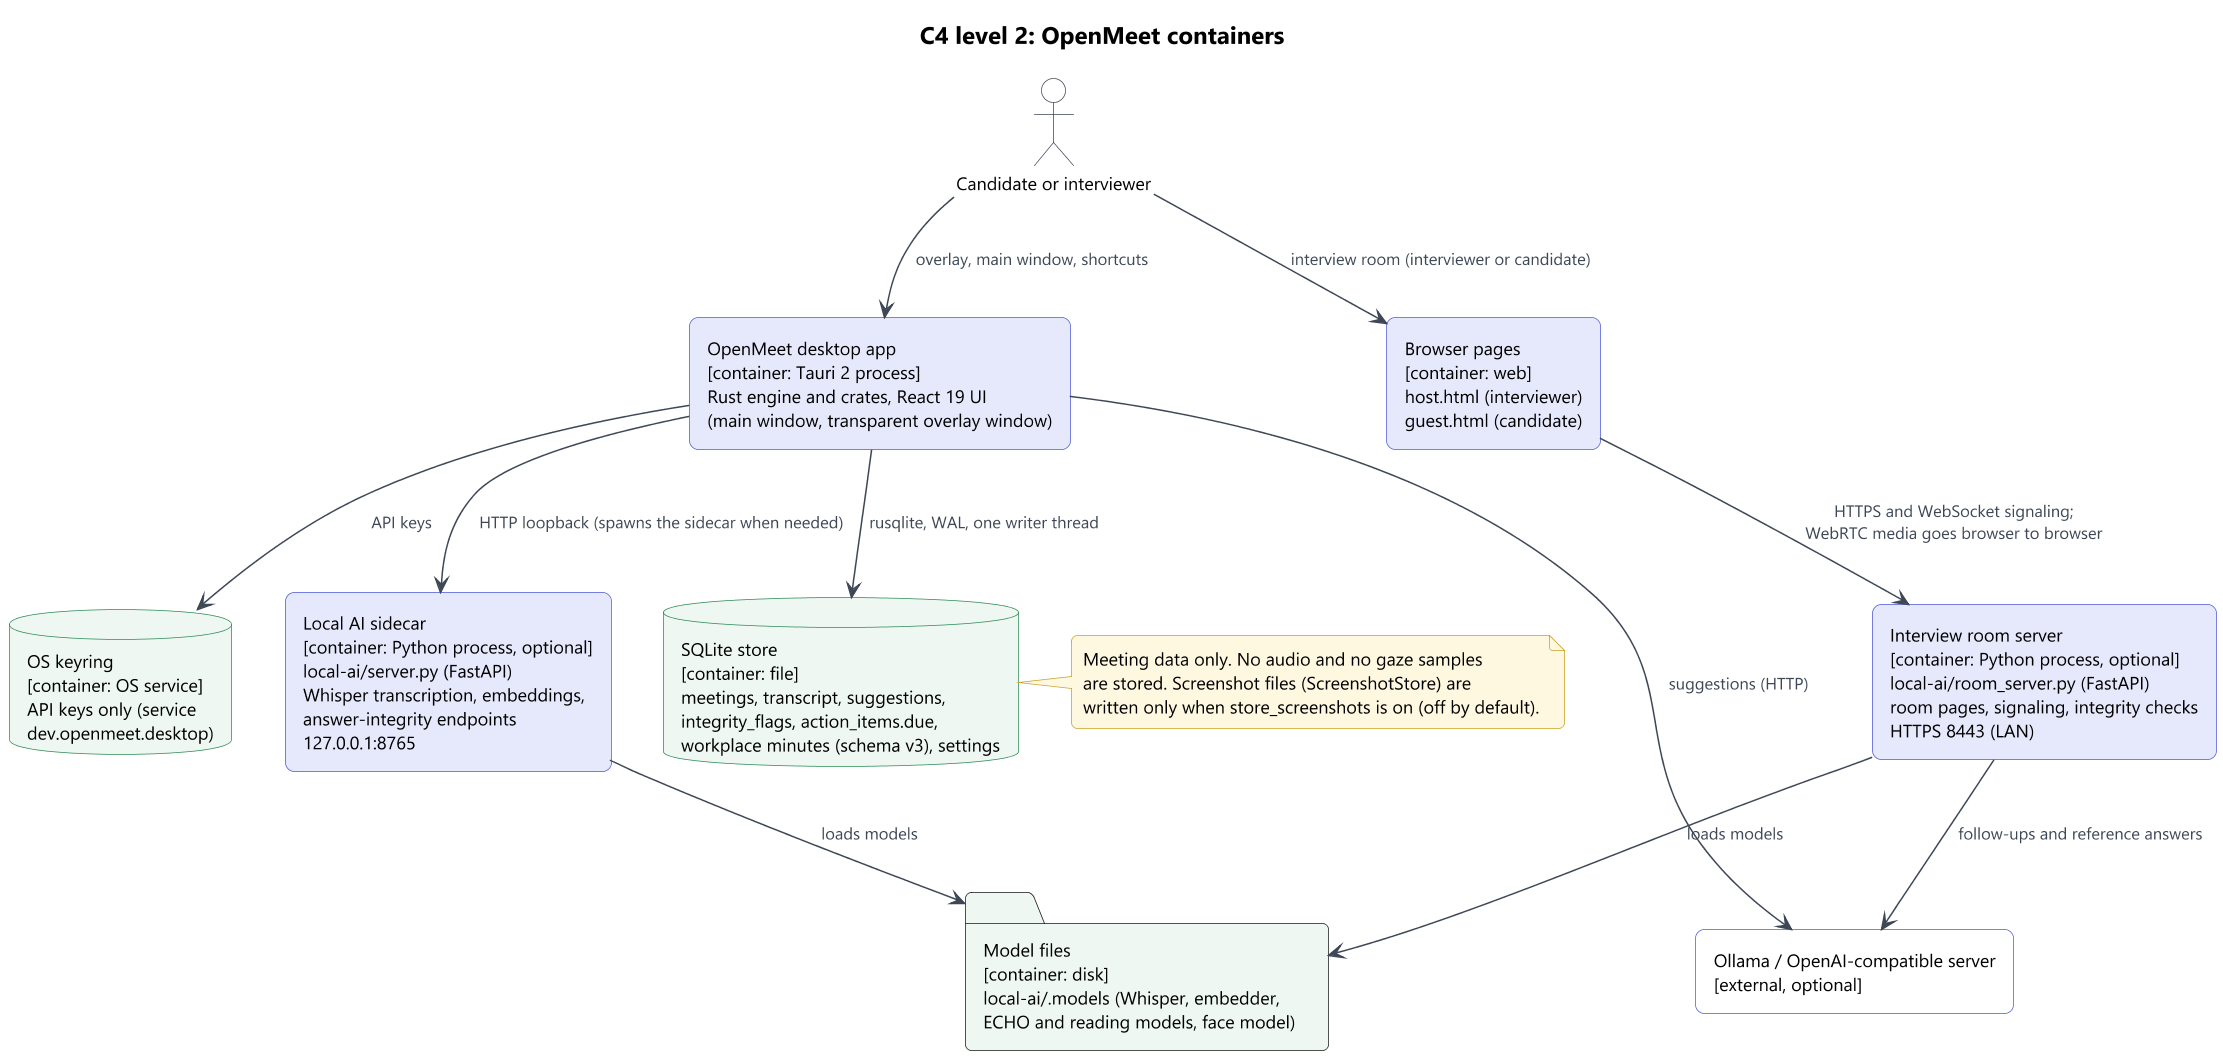 C4 level 2: OpenMeet containers
Candidate or interviewer
overlay, main window, shortcuts
interview room (interviewer or candidate)
OpenMeet desktop app
[container: Tauri 2 process]
Rust engine and crates, React 19 UI
(main window, transparent overlay window)
Browser pages
[container: web]
host.html (interviewer)
guest.html (candidate)
API keys
HTTP loopback (spawns the sidecar when needed)
rusqlite, WAL, one writer thread
HTTPS and WebSocket signaling;
WebRTC media goes browser to browser
OS keyring
[container: OS service]
API keys only (service
dev.openmeet.desktop)
Local AI sidecar
[container: Python process, optional]
local-ai/server.py (FastAPI)
Whisper transcription, embeddings,
answer-integrity endpoints
127.0.0.1:8765
SQLite store
[container: file]
meetings, transcript, suggestions,
integrity_flags, action_items.due,
workplace minutes (schema v3), settings
Meeting data only. No audio and no gaze samples
are stored. Screenshot files (ScreenshotStore) are
written only when store_screenshots is on (off by default).
suggestions (HTTP)
Interview room server
[container: Python process, optional]
local-ai/room_server.py (FastAPI)
room pages, signaling, integrity checks
HTTPS 8443 (LAN)
loads models
loads models
follow-ups and reference answers
Model files
[container: disk]
local-ai/.models (Whisper, embedder,
ECHO and reading models, face model)
Ollama / OpenAI-compatible server
[external, optional]